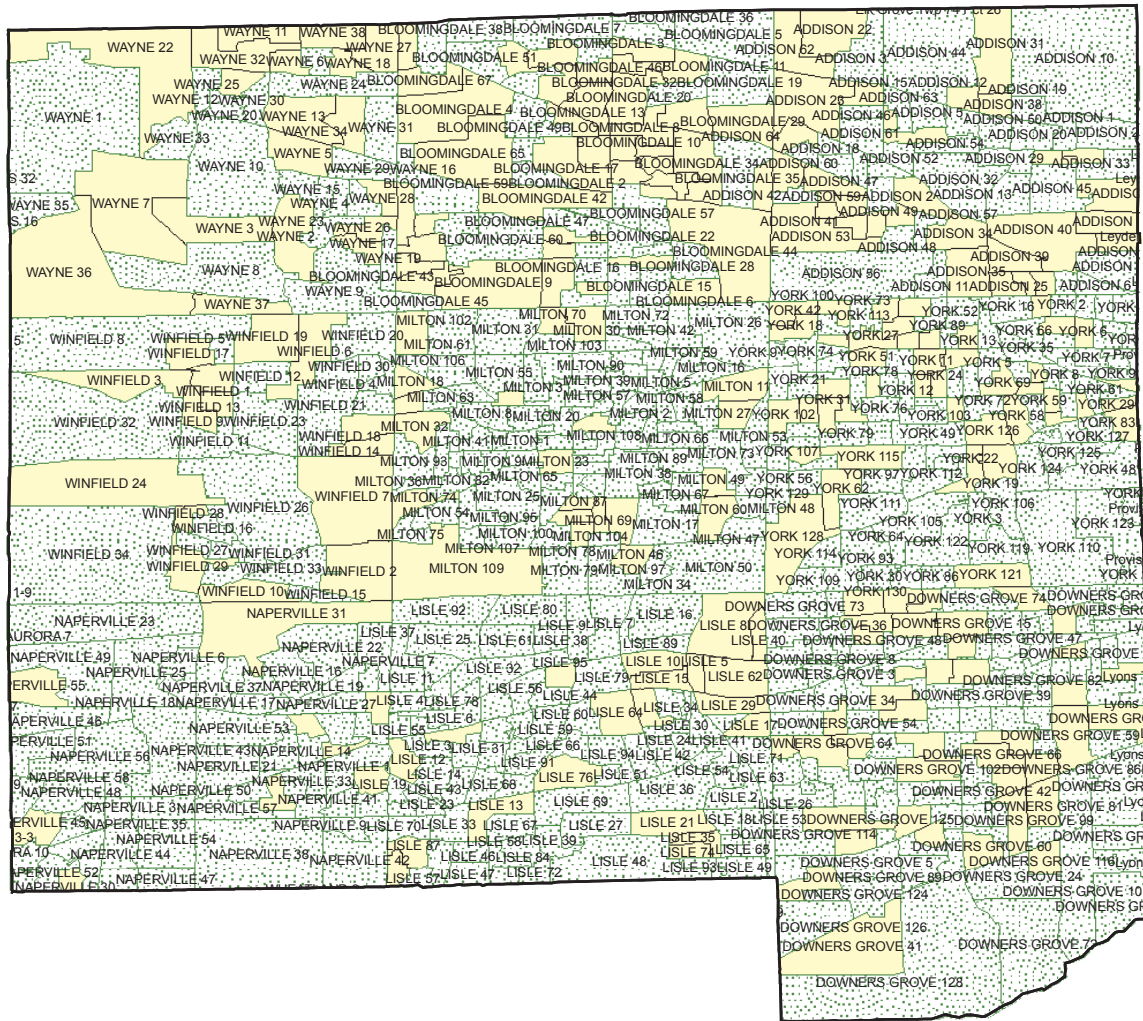 BLOOMINGDALE 36
WAYNE 11
WAYNE 38
BLOOMINGDALE 38
BLOOMINGDALE 7
BLOOMINGDALE 5
ADDISON 22
ADDISON 31
WAYNE 22
WAYNE 27
BLOOMINGDALE 3
ADDISON 62
ADDISON 44
WAYNE 32
WAYNE 6
WAYNE 18
BLOOMINGDALE 51
BLOOMINGDALE 46
BLOOMINGDALE 11
ADDISON 3
ADDISON 10
WAYNE 25
WAYNE 24
BLOOMINGDALE 67
BLOOMINGDALE 32
BLOOMINGDALE 19
ADDISON 15
ADDISON 12
ADDISON 19
WAYNE 12
WAYNE 30
BLOOMINGDALE 20
ADDISON 23
ADDISON 63
ADDISON 38
WAYNE 1
WAYNE 20
WAYNE 13
BLOOMINGDALE 4
BLOOMINGDALE 13
ADDISON 46
ADDISON 5
ADDISON 50
ADDISON 1
WAYNE 33
WAYNE 34
WAYNE 31
BLOOMINGDALE 49
BLOOMINGDALE 29
ADDISON 64
ADDISON 61
ADDISON 20
WAYNE 5
BLOOMINGDALE 65
BLOOMINGDALE 10
ADDISON 18
ADDISON 54
WAYNE 10
WAYNE 29
WAYNE 16
BLOOMINGDALE 17
BLOOMINGDALE 34
ADDISON 60
ADDISON 52
ADDISON 29
ADDISON 33
S 32
WAYNE 15
BLOOMINGDALE 59
BLOOMINGDALE 2
BLOOMINGDALE 35
ADDISON 47
ADDISON 32
ADDISON 45
WAYNE 35
WAYNE 7
WAYNE 4
WAYNE 28
BLOOMINGDALE 42
ADDISON 42
ADDISON 59
ADDISON 2
ADDISON 13
S 16
WAYNE 3
WAYNE 23
WAYNE 26
BLOOMINGDALE 47
BLOOMINGDALE 57
ADDISON 41
ADDISON 49
ADDISON 57
WAYNE 2
WAYNE 17
BLOOMINGDALE 60
BLOOMINGDALE 22
ADDISON 53
ADDISON 34
ADDISON 40
WAYNE 36
WAYNE 8
WAYNE 19
BLOOMINGDALE 44
ADDISON 48
ADDISON 39
BLOOMINGDALE 43
BLOOMINGDALE 16
BLOOMINGDALE 28
ADDISON 56
ADDISON 35
WAYNE 9
BLOOMINGDALE 9
BLOOMINGDALE 15
ADDISON 11
ADDISON 25
WAYNE 37
BLOOMINGDALE 45
BLOOMINGDALE 6
YORK 100
YORK 73
YORK 16
YORK 2
MILTON 102
MILTON 70
MILTON 72
MILTON 26
YORK 42
YORK 113
YORK 52
WINFIELD 8
WINFIELD 5
WINFIELD 19
WINFIELD 20
MILTON 31
MILTON 30
MILTON 42
YORK 18
YORK 27
YORK 89
YORK 66
YORK 6
WINFIELD 17
WINFIELD 6
MILTON 61
MILTON 103
MILTON 59
YORK 9
YORK 74
YORK 51
YORK 13
YORK 35
WINFIELD 3
WINFIELD 12
WINFIELD 30
MILTON 106
MILTON 90
MILTON 16
YORK 78
YORK 11
YORK 5
YORK 7
WINFIELD 1
WINFIELD 4
MILTON 18
MILTON 55
MILTON 39
MILTON 5
MILTON 11
YORK 21
YORK 24
YORK 69
YORK 8
WINFIELD 13
WINFIELD 21
MILTON 63
MILTON 57
MILTON 58
YORK 31
YORK 12
YORK 72
YORK 59
YORK 61
WINFIELD 32
WINFIELD 9
WINFIELD 23
MILTON 32
MILTON 8
MILTON 20
MILTON 2
MILTON 27
YORK 102
YORK 76
YORK 103
YORK 58
YORK 29
WINFIELD 11
WINFIELD 18
MILTON 41
MILTON 1
MILTON 108
MILTON 66
MILTON 53
YORK 79
YORK 49
YORK 126
YORK 83
YORK 127
WINFIELD 14
MILTON 93
MILTON 9
MILTON 23
MILTON 89
MILTON 73
YORK 107
YORK 115
YORK 22
YORK 125
WINFIELD 24
WINFIELD 7
MILTON 36
MILTON 82
MILTON 65
MILTON 38
MILTON 49
YORK 56
YORK 97
YORK 112
YORK 124
YORK 48
WINFIELD 28
WINFIELD 26
MILTON 74
MILTON 25
MILTON 87
MILTON 67
YORK 129
YORK 62
YORK 19
WINFIELD 16
MILTON 54
MILTON 95
MILTON 69
MILTON 17
MILTON 60
MILTON 48
YORK 111
YORK 105
YORK 3
YORK 106
YORK 123
WINFIELD 34
WINFIELD 27
WINFIELD 31
MILTON 75
MILTON 100
MILTON 104
MILTON 47
YORK 128
YORK 64
YORK 122
YORK 119
YORK 110
WINFIELD 29
WINFIELD 33
WINFIELD 2
MILTON 107
MILTON 78
MILTON 46
YORK 114
YORK 93
MILTON 109
MILTON 79
MILTON 97
MILTON 50
YORK 109
YORK 30
YORK 86
YORK 121
1-9
WINFIELD 10
WINFIELD 15
MILTON 34
YORK 130
DOWNERS GROVE 74
NAPERVILLE 23
NAPERVILLE 31
LISLE 92
LISLE 80
LISLE 16
DOWNERS GROVE 73
AURORA 7
LISLE 37
LISLE 25
LISLE 61
LISLE 9
LISLE 7
LISLE 38
LISLE 8
DOWNERS GROVE 36
DOWNERS GROVE 15
NAPERVILLE 22
LISLE 89
LISLE 40
DOWNERS GROVE 48
DOWNERS GROVE 47
NAPERVILLE 49
NAPERVILLE 6
NAPERVILLE 7
LISLE 32
LISLE 95
LISLE 10
LISLE 5
DOWNERS GROVE 8
NAPERVILLE 25
NAPERVILLE 16
LISLE 11
LISLE 79
LISLE 15
LISLE 62
DOWNERS GROVE 3
DOWNERS GROVE 82
NAPERVILLE 37
NAPERVILLE 19
LISLE 56
LISLE 44
DOWNERS GROVE 39
NAPERVILLE 18
NAPERVILLE 17
NAPERVILLE 27
LISLE 4
LISLE 78
LISLE 60
LISLE 64
LISLE 34
LISLE 29
DOWNERS GROVE 34
NAPERVILLE 53
LISLE 55
LISLE 6
LISLE 59
LISLE 30
LISLE 17
DOWNERS GROVE 54
DOWNERS GROVE 59
NAPERVILLE 56
NAPERVILLE 43
NAPERVILLE 14
LISLE 3
LISLE 31
LISLE 66
LISLE 94
LISLE 42
LISLE 24
LISLE 41
DOWNERS GROVE 64
DOWNERS GROVE 66
NAPERVILLE 58
NAPERVILLE 21
NAPERVILLE 1
LISLE 12
LISLE 91
LISLE 71
DOWNERS GROVE 102
NAPERVILLE 48
NAPERVILLE 50
NAPERVILLE 33
LISLE 19
LISLE 14
LISLE 43
LISLE 68
LISLE 76
LISLE 51
LISLE 54
LISLE 63
DOWNERS GROVE 42
NAPERVILLE 3
NAPERVILLE 57
NAPERVILLE 41
LISLE 23
LISLE 13
LISLE 69
LISLE 36
LISLE 2
LISLE 26
DOWNERS GROVE 81
NAPERVILLE 35
NAPERVILLE 9
LISLE 70
LISLE 33
LISLE 67
LISLE 27
LISLE 21
LISLE 18
LISLE 53
DOWNERS GROVE 125
DOWNERS GROVE 99
NAPERVILLE 54
LISLE 87
LISLE 58
LISLE 39
LISLE 35
DOWNERS GROVE 114
NAPERVILLE 44
NAPERVILLE 38
NAPERVILLE 42
LISLE 46
LISLE 84
LISLE 48
LISLE 74
LISLE 65
DOWNERS GROVE 60
DOWNERS GROVE 5
NAPERVILLE 47
LISLE 57
LISLE 47
LISLE 72
LISLE 93
LISLE 49
DOWNERS GROVE 89
DOWNERS GROVE 24
DOWNERS GROVE 124
DOWNERS GROVE 126
DOWNERS GROVE 41
DOWNERS GROVE 128